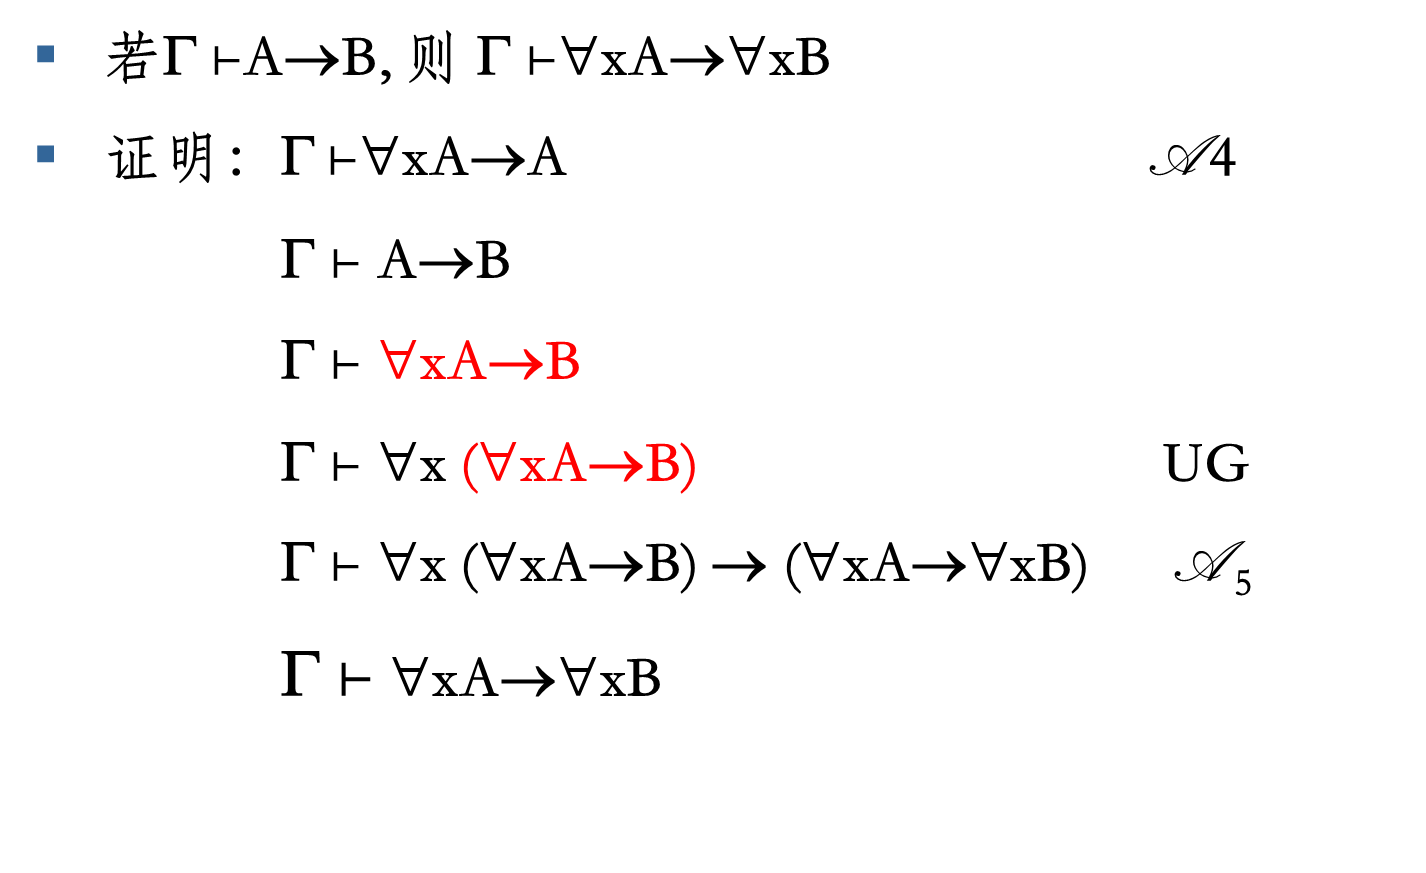 ▪ 若Γ⊢A→B, 则 Γ⊢∀xA→∀xB
▪ 证明: Γ⊢∀xA→A 𝒜4
Γ⊢ A→B
Γ⊢ ∀xA→B
Γ⊢ ∀x (∀xA→B) UG
Γ⊢ ∀x (∀xA→B) → (∀xA→∀xB) 𝒜₅
Γ⊢ ∀xA→∀xB